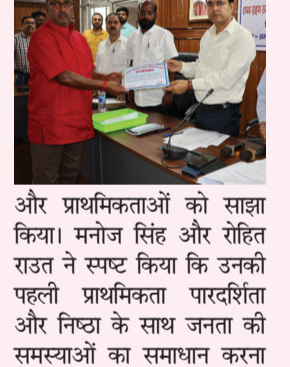 और प्राथमिकताओं को साझा
किया। मनोज सिंह और रोहित
राउत ने स्पष्ट किया कि उनकी
पहली प्राथमिकता पारदर्शिता
और निष्ठा के साथ जनता की
समस्याओं का समाधान करना